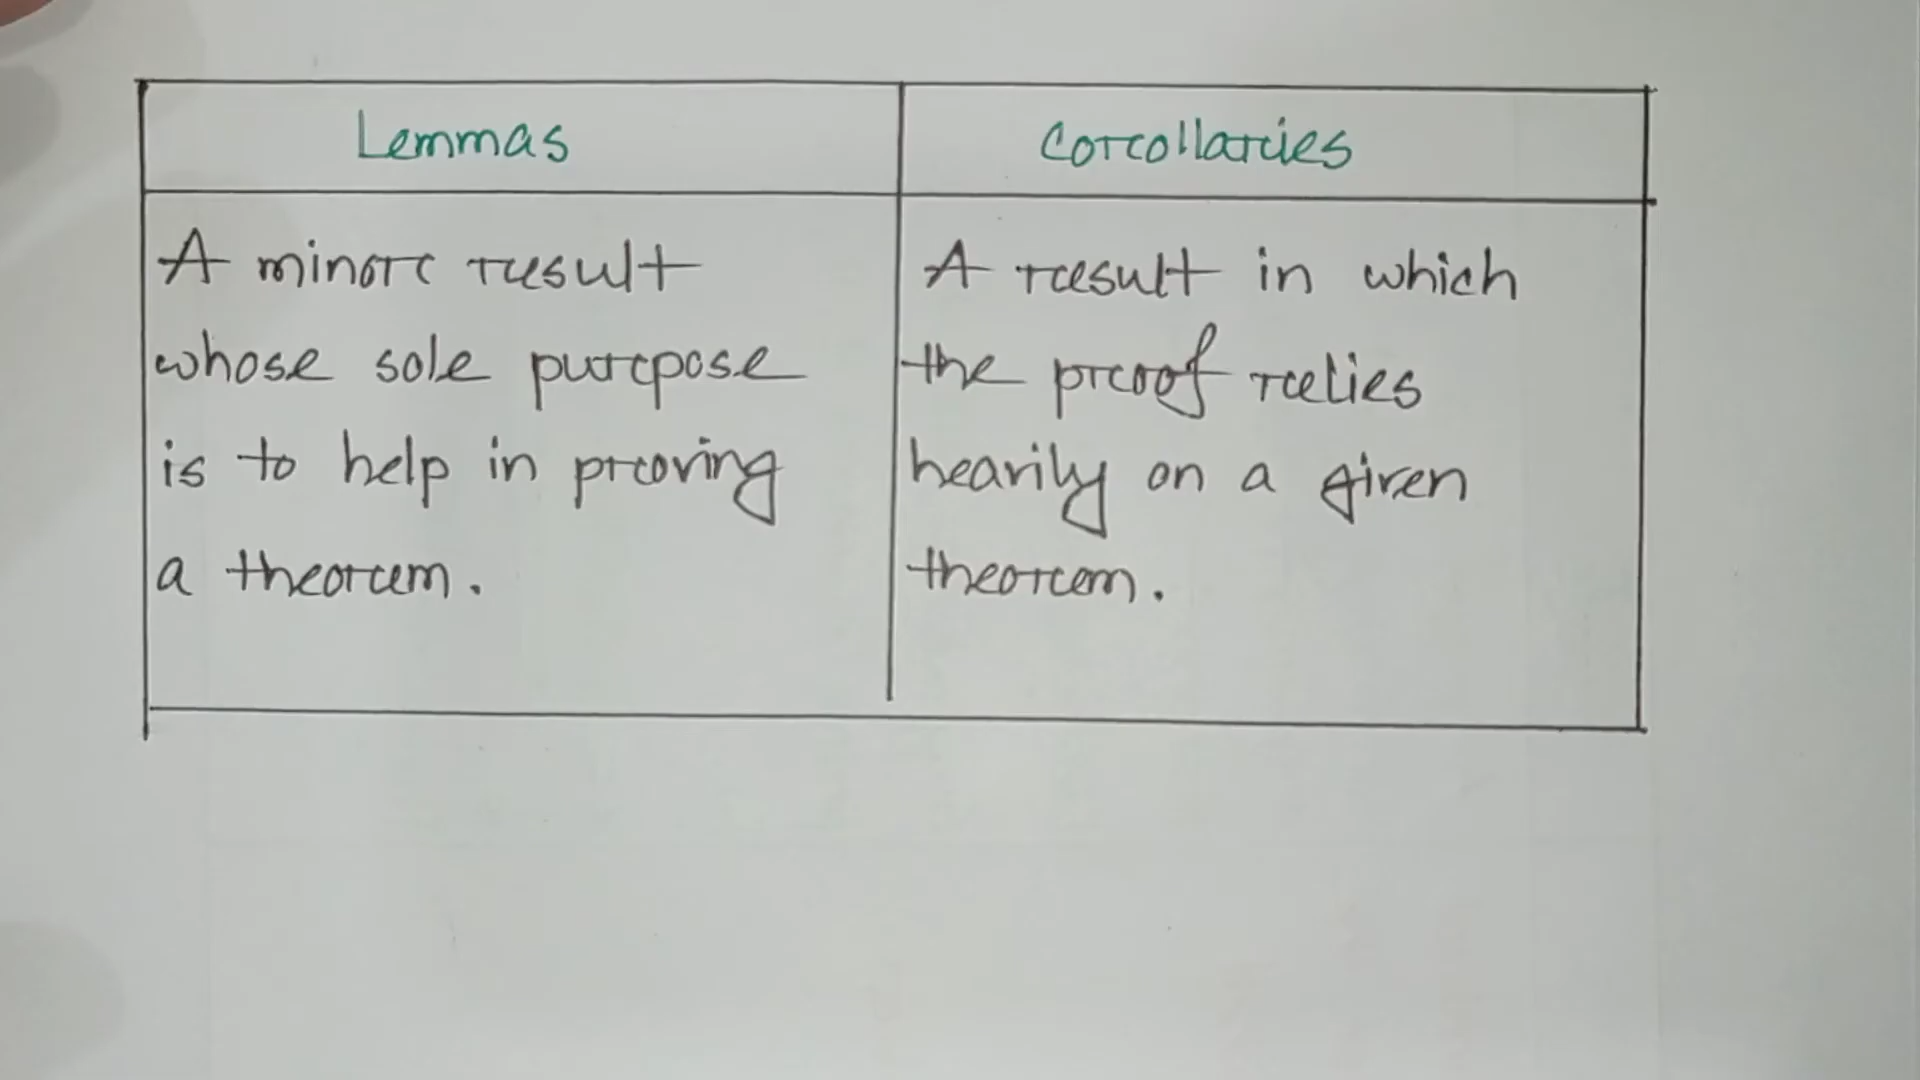 Lemmas
Corollaries
A minor result
whose sole purpose
is to help in proving
a theorem.
A result in which
the proof relies
heavily on a given
theorem.